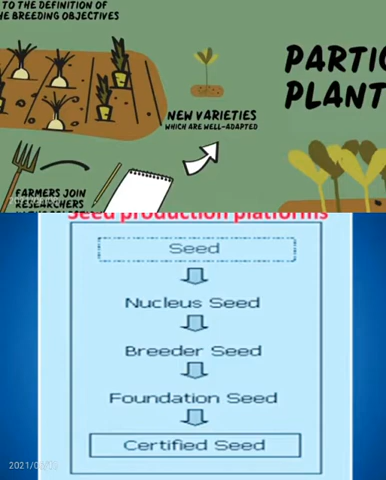 TO THE DEFINITION OF
HE BREEDING OBJECTIVES
PARTIC
PLANT
NEW VARIETIES
WHICH ARE WELL-ADAPTED
FARMERS JOIN
RESEARCHERS
Seed production platforms
Seed
Nucleus Seed
Breeder Seed
Foundation Seed
Certified Seed